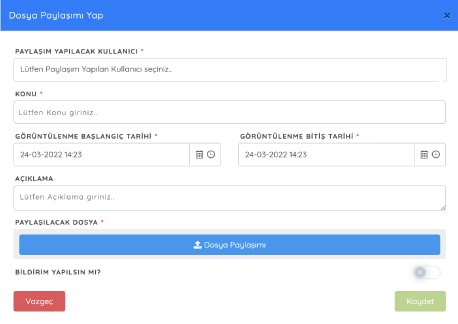 Dosya Paylaşımı Yap
PAYLAŞIM YAPILACAK KULLANICI *
Lütfen Paylaşım Yapılan Kullanıcı seçiniz..
KONU *
Lütfen Konu giriniz..
GÖRÜNTÜLENME BAŞLANGIÇ TARİHİ * GÖRÜNTÜLENME BİTİŞ TARİHİ *
24-03-2022 14:23 24-03-2022 14:23
AÇIKLAMA
Lütfen Açıklama giriniz..
PAYLAŞILACAK DOSYA *
Dosya Paylaşımı
BİLDİRİM YAPILSIN MI?
Vazgeç Kaydet